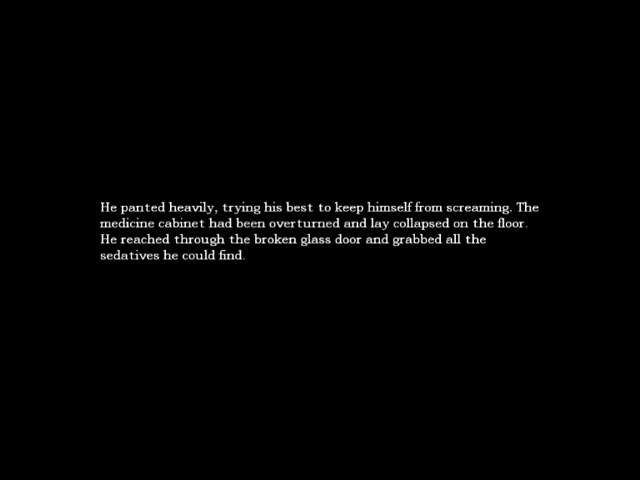 He panted heavily, trying his best to keep himself from screaming. The
medicine cabinet had been overturned and lay collapsed on the floor.
He reached through the broken glass door and grabbed all the
sedatives he could find.